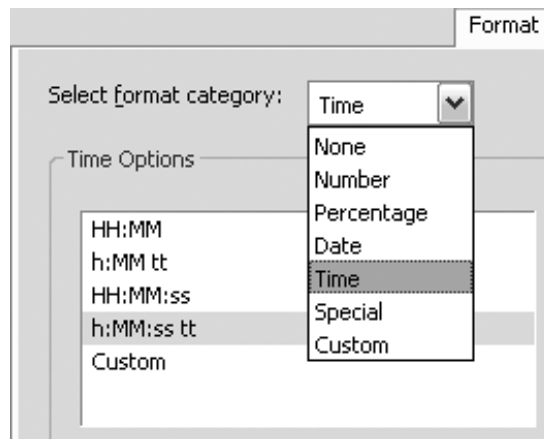 Format
Select format category:
Time
None
Number
Percentage
Date
Time
Special
Custom
Time Options
HH:MM
h:MM tt
HH:MM:ss
h:MM:ss tt
Custom